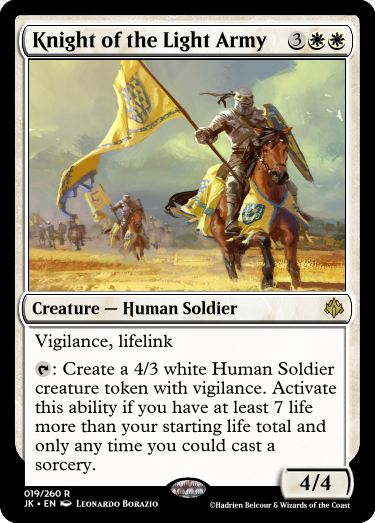 Knight of the Light Army 3
Creature — Human Soldier
Vigilance, lifelink
: Create a 4/3 white Human Soldier
creature token with vigilance. Activate
this ability if you have at least 7 life
more than your starting life total and
only any time you could cast a
sorcery.
4/4
019/260 R
JK • EN Leonardo Borazio
©Hadrien Belcour & Wizards of the Coast